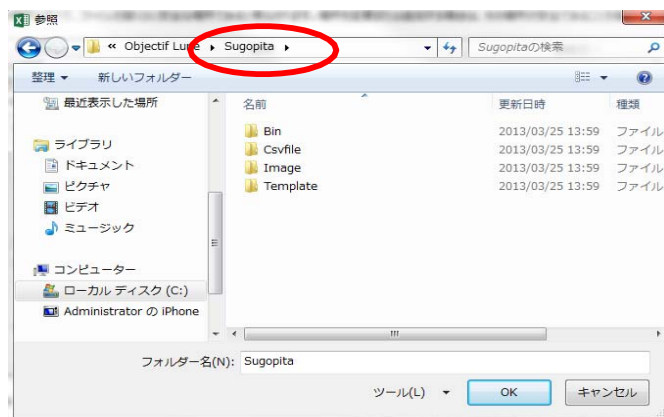 参照
« Objectif Lune ▸ Sugopita ▸
Sugopitaの検索
整理 ▼ 新しいフォルダー
最近表示した場所
ライブラリ
ドキュメント
ピクチャ
ビデオ
ミュージック
コンピューター
ローカル ディスク (C:)
Administrator の iPhone
名前 更新日時 種類
Bin 2013/03/25 13:59 ファイル
Csvfile 2013/03/25 13:59 ファイル
Image 2013/03/25 13:59 ファイル
Template 2013/03/25 13:59 ファイル
フォルダー名(N): Sugopita
ツール(L) ▼ OK キャンセル